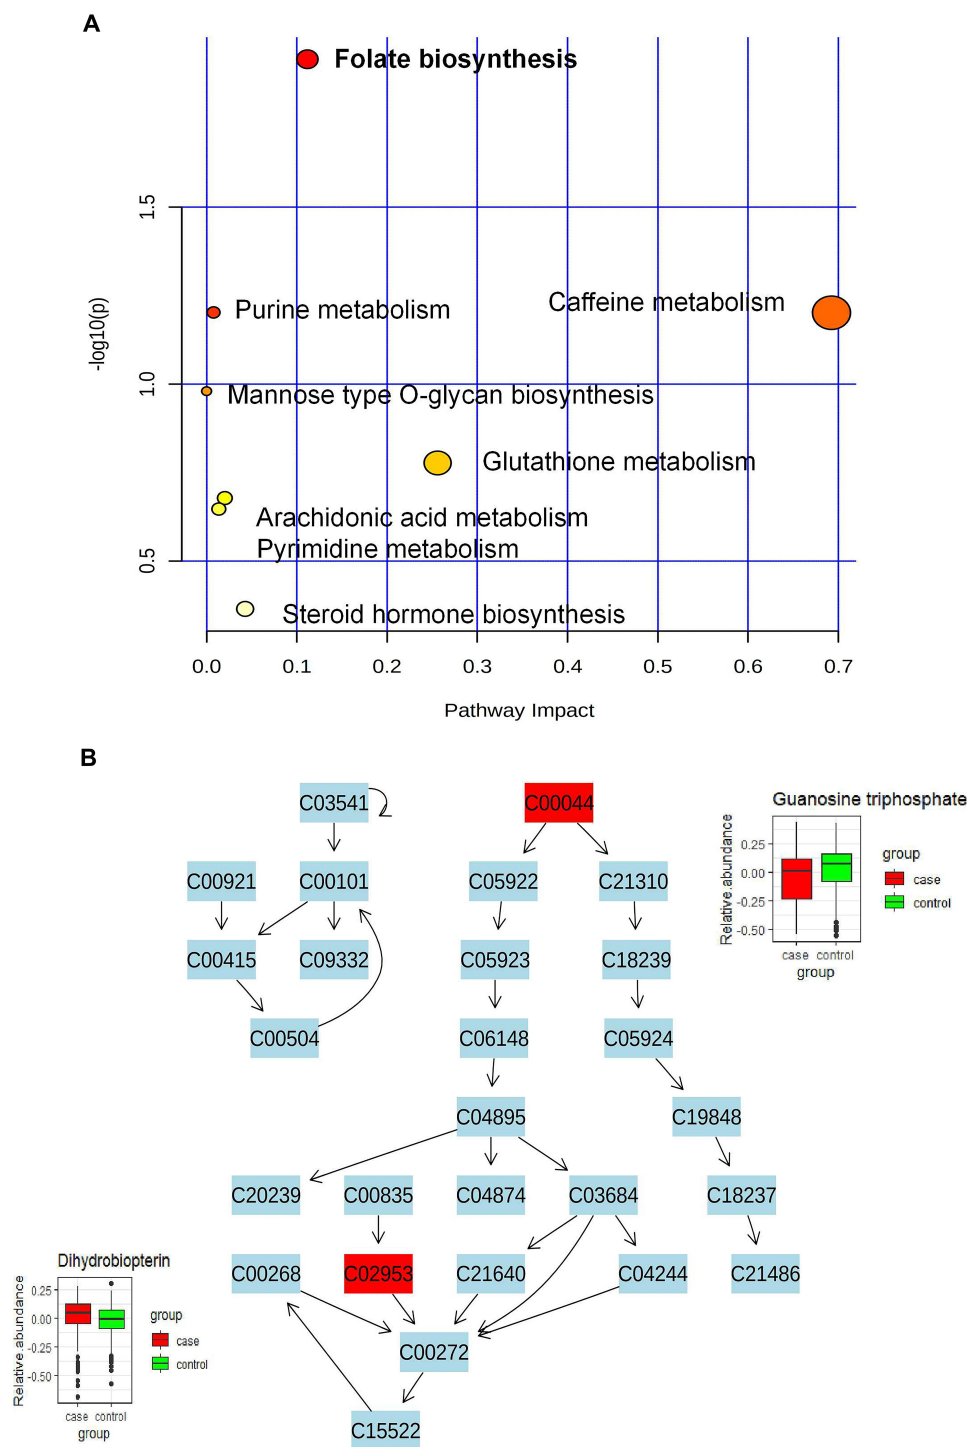 A
Folate biosynthesis
1.5
Purine metabolism
Caffeine metabolism
-log10(p)
1.0
Mannose type O-glycan biosynthesis
Glutathione metabolism
Arachidonic acid metabolism
Pyrimidine metabolism
0.5
Steroid hormone biosynthesis
0.0 0.1 0.2 0.3 0.4 0.5 0.6 0.7
Pathway Impact
B
C03541 C00044
Guanosine triphosphate
Relative.abundance
0.25
0.00
-0.25
-0.50
case control
group
group
case
control
C00921 C00101 C05922 C21310
C00415 C09332 C05923 C18239
C00504 C06148 C05924
C04895 C19848
C20239 C00835 C04874 C03684 C18237
C00268 C02953 C21640 C04244 C21486
Dihydrobiopterin
Relative.abundance
0.25
0.00
-0.25
-0.50
case control
group
group
case
control
C00272
C15522